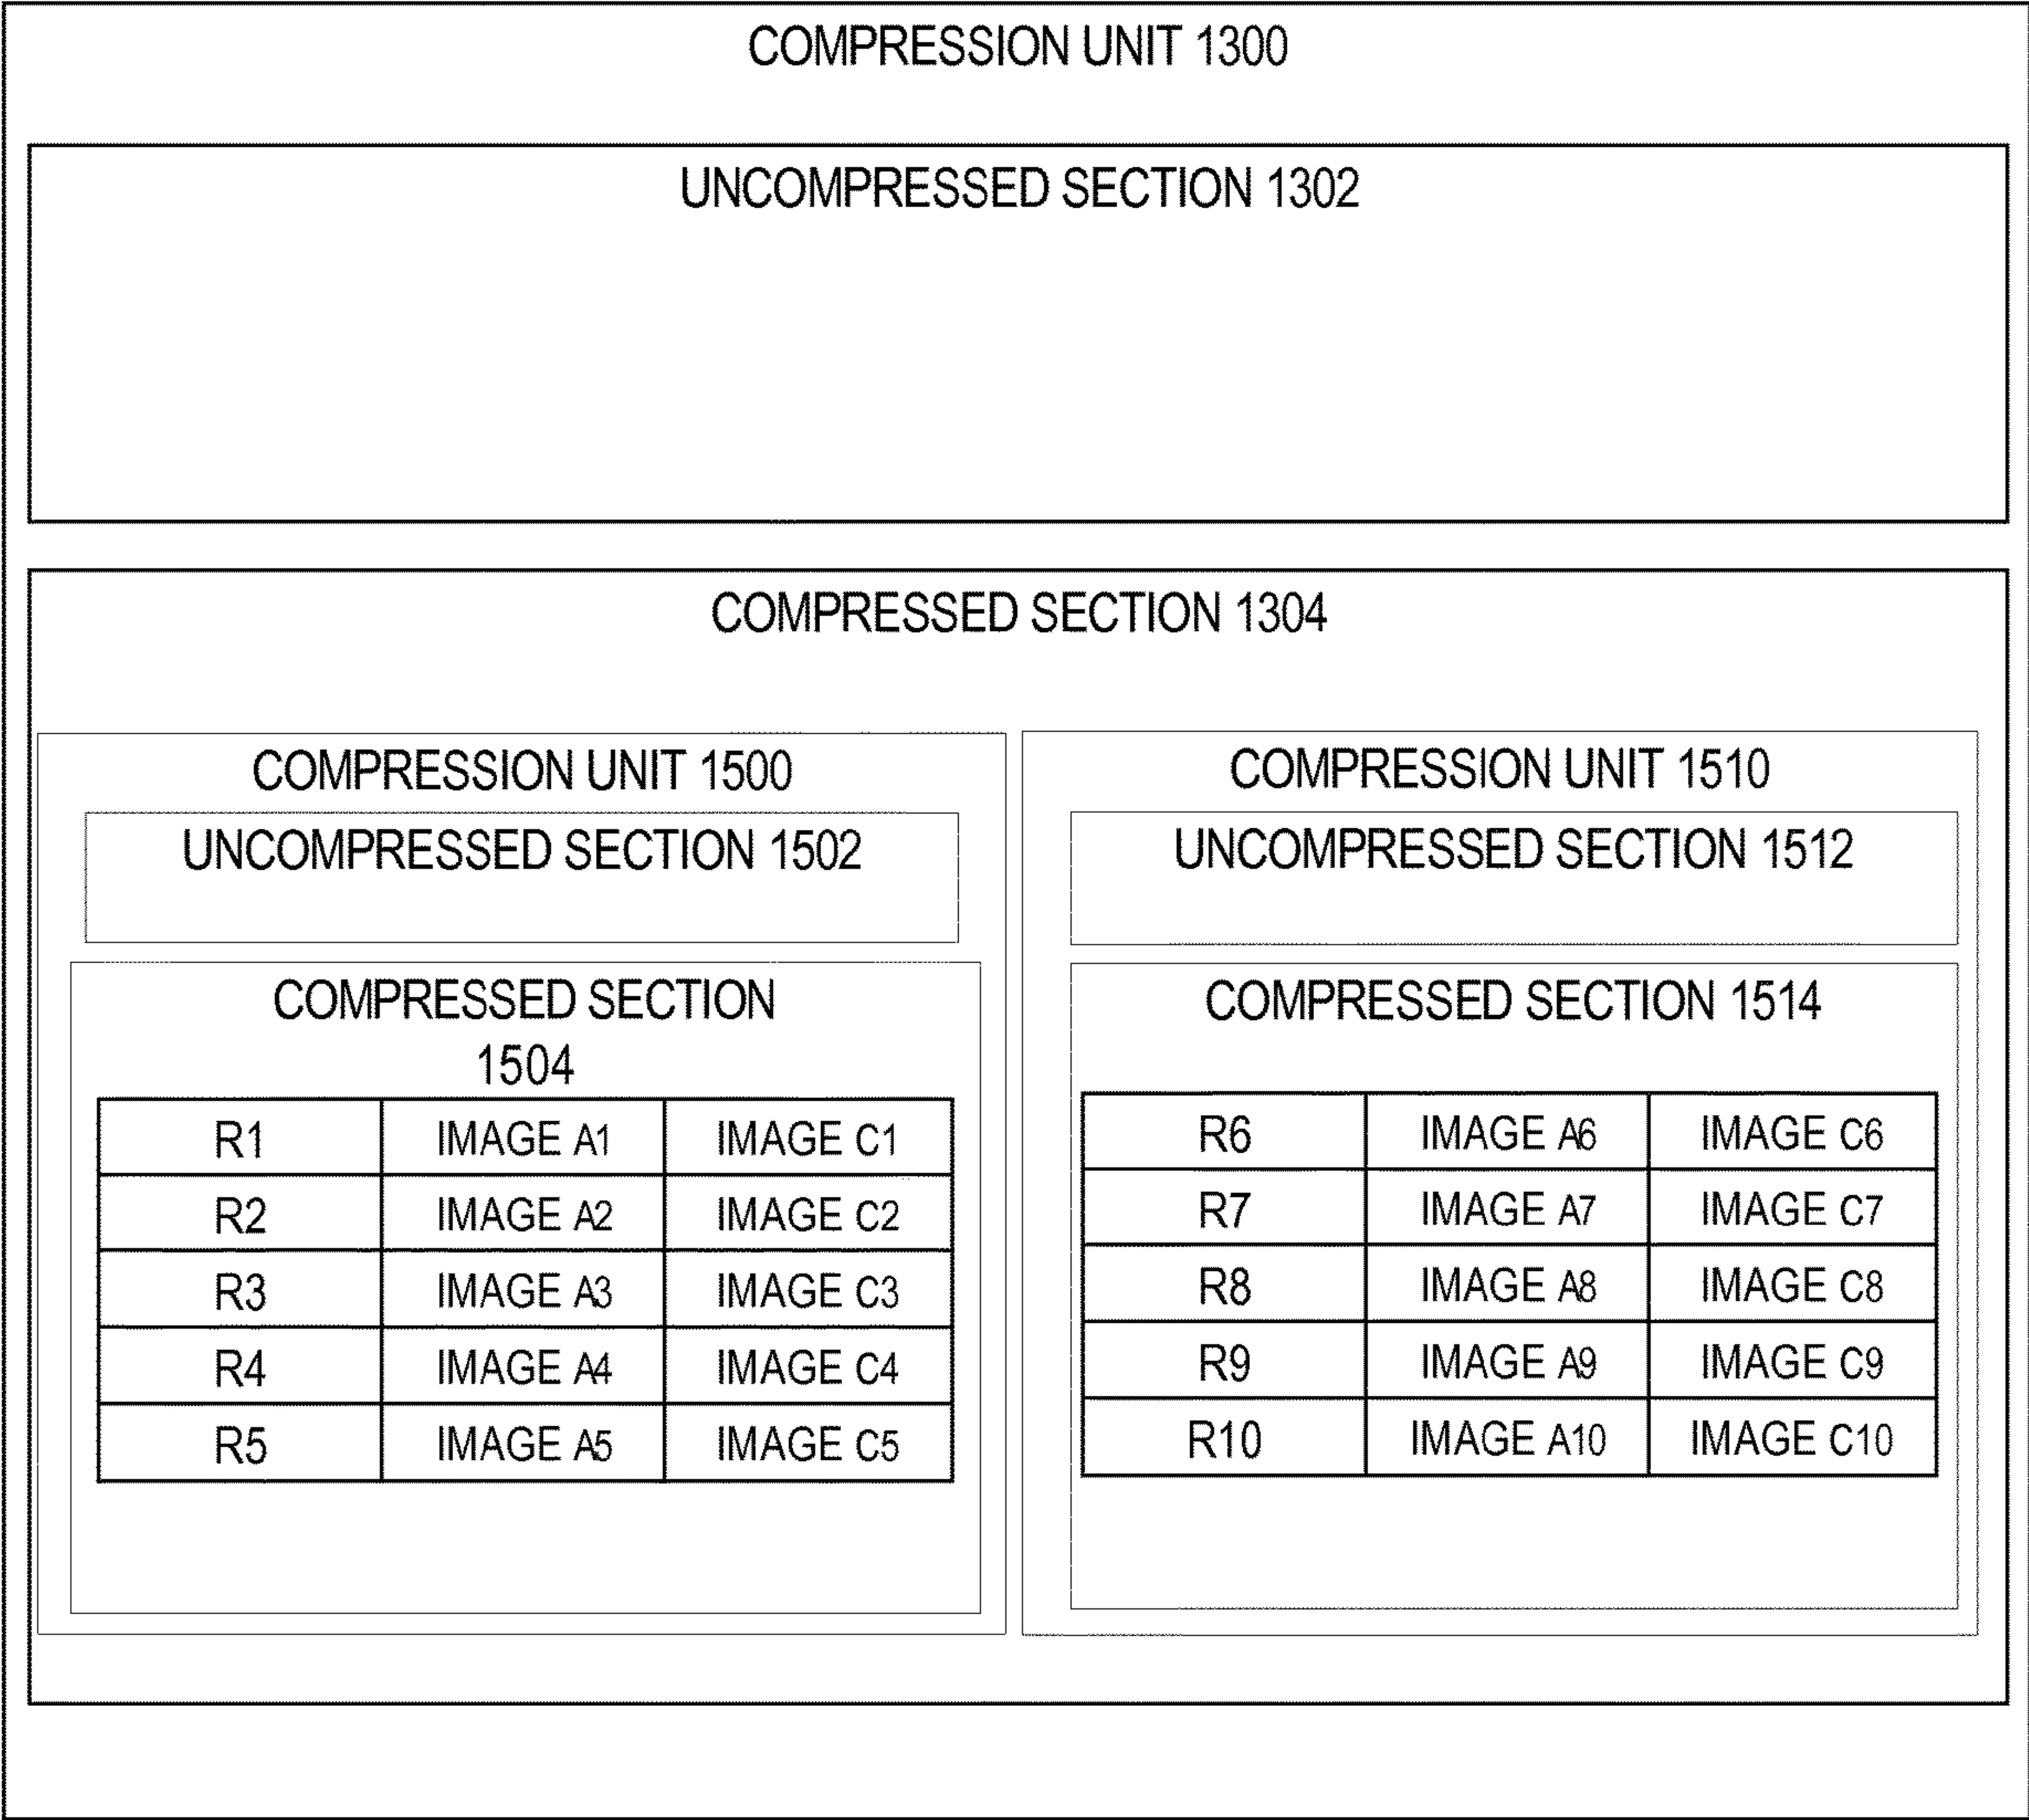 COMPRESSION UNIT 1300
UNCOMPRESSED SECTION 1302
COMPRESSED SECTION 1304
COMPRESSION UNIT 1500
UNCOMPRESSED SECTION 1502
COMPRESSED SECTION
1504
R1 IMAGE A1 IMAGE C1
R2 IMAGE A2 IMAGE C2
R3 IMAGE A3 IMAGE C3
R4 IMAGE A4 IMAGE C4
R5 IMAGE A5 IMAGE C5
COMPRESSION UNIT 1510
UNCOMPRESSED SECTION 1512
COMPRESSED SECTION 1514
R6 IMAGE A6 IMAGE C6
R7 IMAGE A7 IMAGE C7
R8 IMAGE A8 IMAGE C8
R9 IMAGE A9 IMAGE C9
R10 IMAGE A10 IMAGE C10